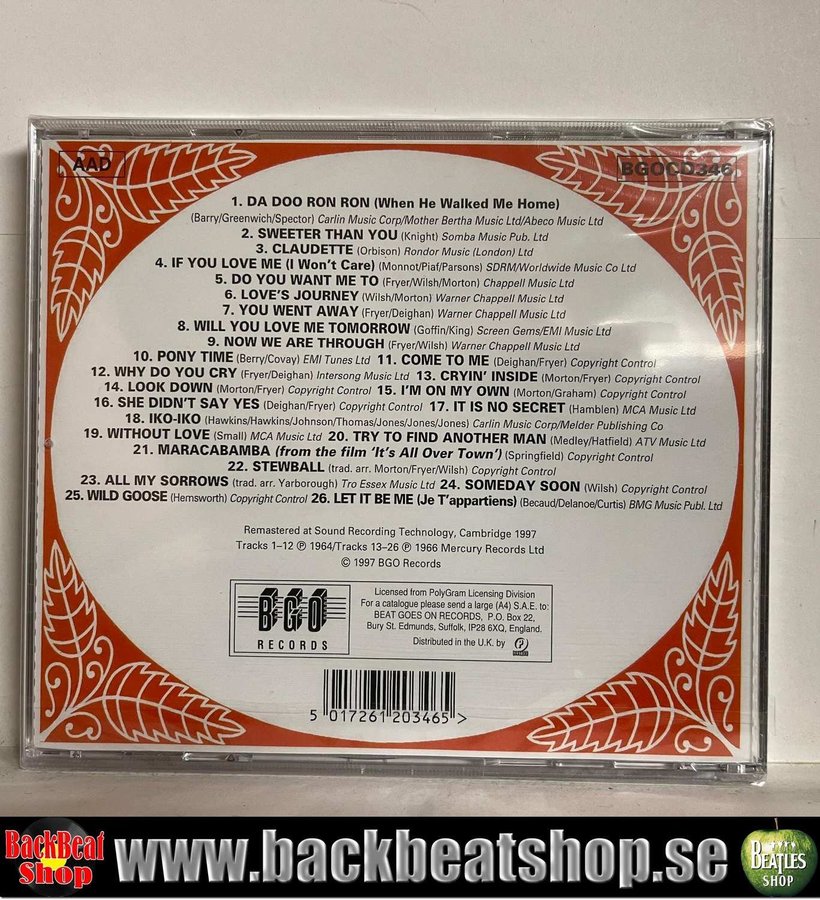 AAD
BGOCD346
1. DA DOO RON RON (When He Walked Me Home)
(Barry/Greenwich/Spector) Carlin Music Corp/Mother Bertha Music Ltd/Abeco Music Ltd
2. SWEETER THAN YOU (Knight) Somba Music Pub. Ltd
3. CLAUDETTE (Orbison) Rondor Music (London) Ltd
4. IF YOU LOVE ME (I Won't Care) (Monnot/Piaf/Parsons) SDRM/Worldwide Music Co Ltd
5. DO YOU WANT ME TO (Fryer/Wilsh/Morton) Chappell Music Ltd
6. LOVE'S JOURNEY (Wilsh/Morton) Warner Chappell Music Ltd
7. YOU WENT AWAY (Fryer/Deighan) Warner Chappell Music Ltd
8. WILL YOU LOVE ME TOMORROW (Goffin/King) Screen Gems/EMI Music Ltd
9. NOW WE ARE THROUGH (Fryer/Wilsh) Warner Chappell Music Ltd
10. PONY TIME (Berry/Covay) EMI Tunes Ltd 11. COME TO ME (Deighan/Fryer) Copyright Control
12. WHY DO YOU CRY (Fryer/Deighan) Intersong Music Ltd 13. CRYIN' INSIDE (Morton/Fryer) Copyright Control
14. LOOK DOWN (Morton/Fryer) Copyright Control 15. I'M ON MY OWN (Morton/Graham) Copyright Control
16. SHE DIDN'T SAY YES (Deighan/Fryer) Copyright Control 17. IT IS NO SECRET (Hamblen) MCA Music Ltd
18. IKO-IKO (Hawkins/Hawkins/Johnson/Thomas/Jones/Jones/Jones) Carlin Music Corp/Melder Publishing Co
19. WITHOUT LOVE (Small) MCA Music Ltd 20. TRY TO FIND ANOTHER MAN (Medley/Hatfield) ATV Music Ltd
21. MARACABAMBA (from the film 'It's All Over Town') (Springfield) Copyright Control
22. STEWBALL (trad. arr. Morton/Fryer/Wilsh) Copyright Control
23. ALL MY SORROWS (trad. arr. Yarborough) Tro Essex Music Ltd 24. SOMEDAY SOON (Wilsh) Copyright Control
25. WILD GOOSE (Hemsworth) Copyright Control 26. LET IT BE ME (Je T'appartiens) (Becaud/Delanoe/Curtis) BMG Music Publ. Ltd
Remastered at Sound Recording Technology, Cambridge 1997
Tracks 1–12 ℗ 1964/Tracks 13–26 ℗ 1966 Mercury Records Ltd
© 1997 BGO Records
BGO
RECORDS
Licensed from PolyGram Licensing Division
For a catalogue please send a large (A4) S.A.E. to:
BEAT GOES ON RECORDS, P.O. Box 22,
Bury St. Edmunds, Suffolk, IP28 6XQ, England.
Distributed in the U.K. by
5 017261 203465 >
BackBeat
Shop
www.backbeatshop.se
BEATLES
SHOP